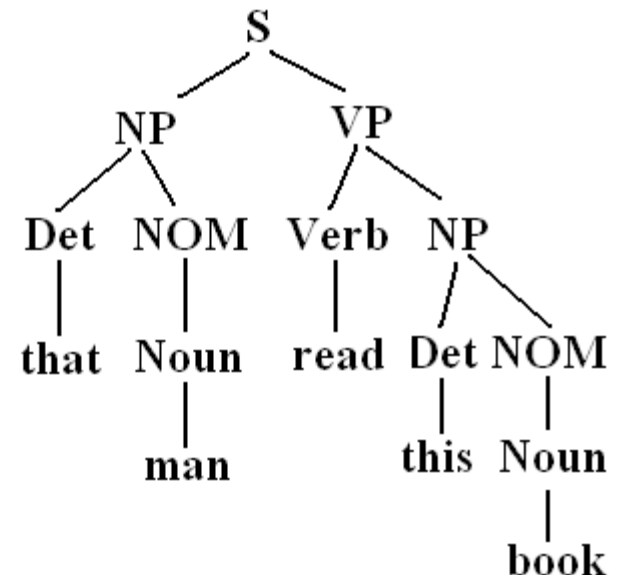 S
NP VP
Det NOM Verb NP
that Noun read Det NOM
man this Noun
book